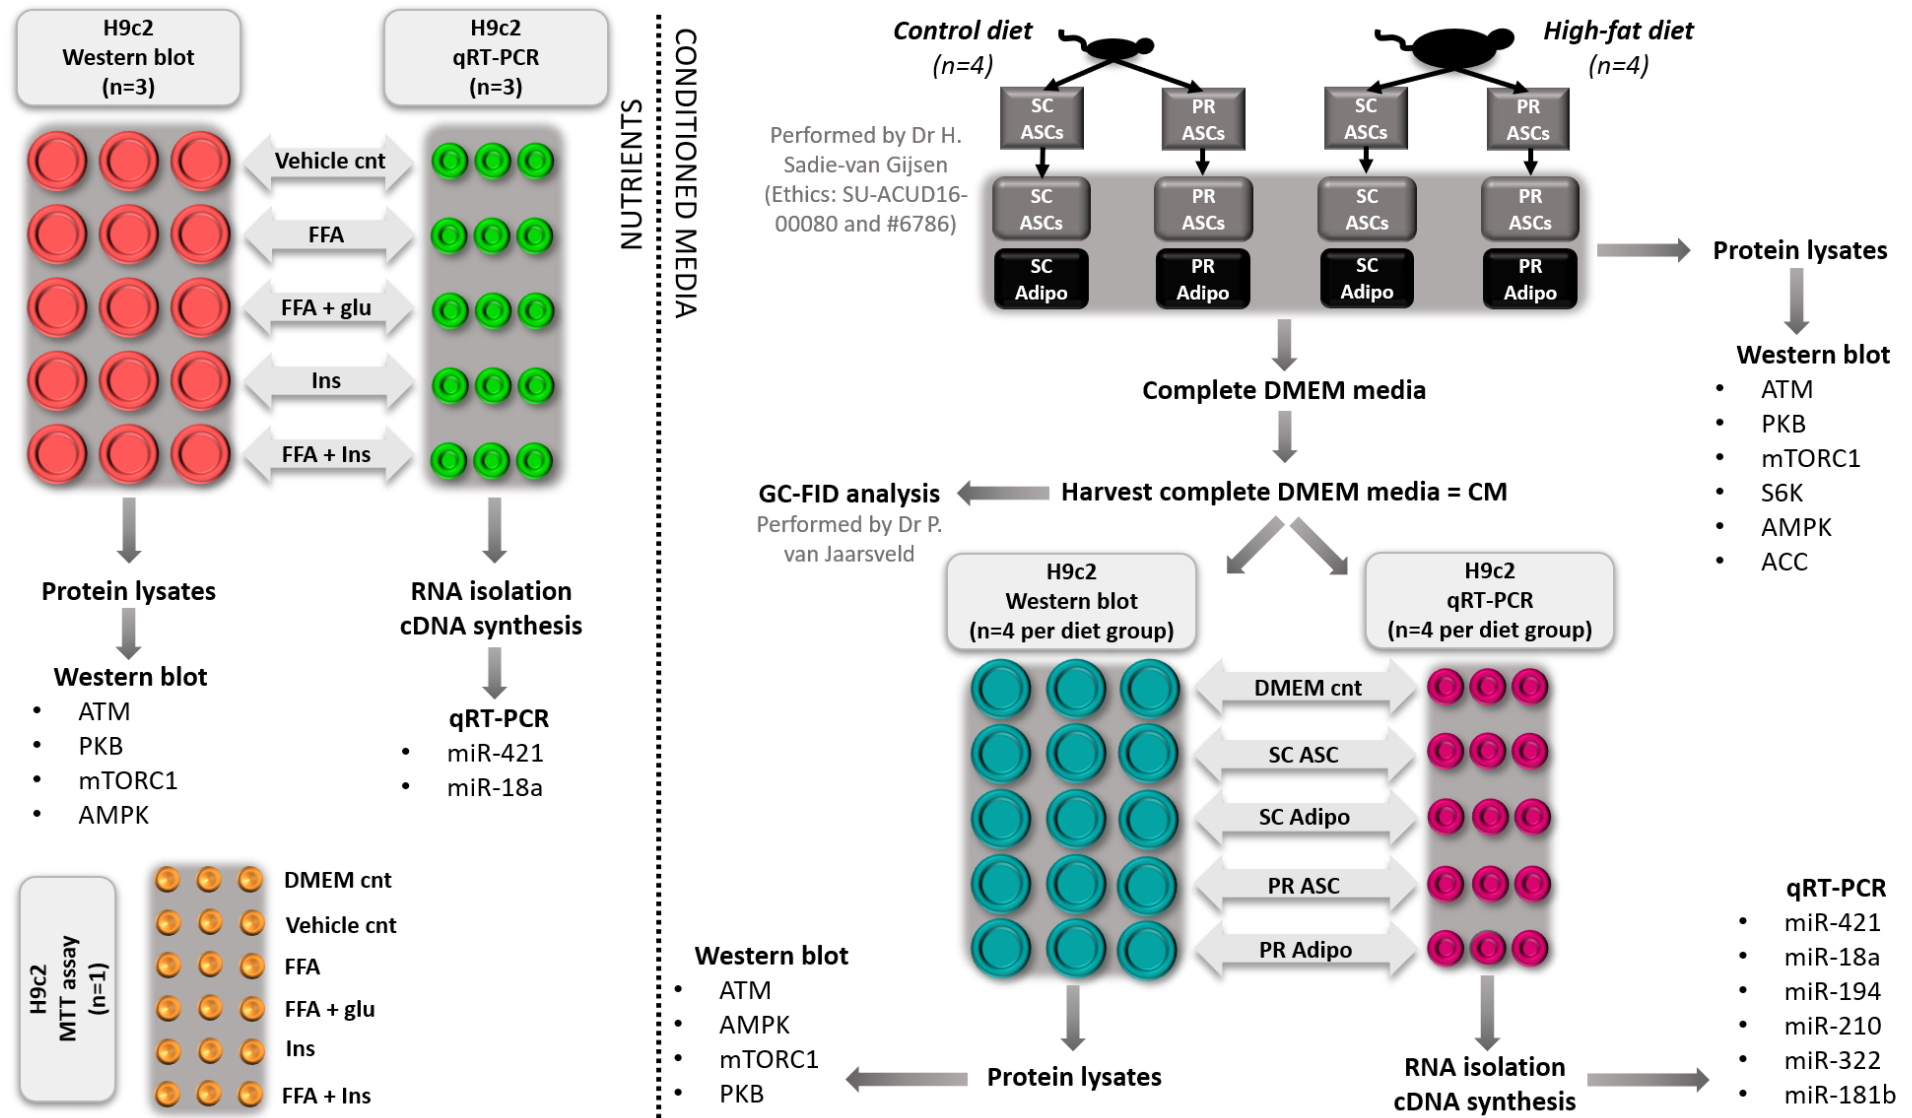 H9c2
Western blot
(n=3)
H9c2
qRT-PCR
(n=3)
Vehicle cnt
FFA
FFA + glu
Ins
FFA + Ins
Protein lysates
Western blot
• ATM
• PKB
• mTORC1
• AMPK
RNA isolation
cDNA synthesis
qRT-PCR
• miR-421
• miR-18a
H9c2
MTT assay
(n=1)
DMEM cnt
Vehicle cnt
FFA
FFA + glu
Ins
FFA + Ins
NUTRIENTS
CONDITIONED MEDIA
Control diet
(n=4)
High-fat diet
(n=4)
SC
ASCs
PR
ASCs
SC
ASCs
PR
ASCs
Performed by Dr H.
Sadie-van Gijsen
(Ethics: SU-ACUD16-
00080 and #6786)
SC
ASCs
PR
ASCs
SC
ASCs
PR
ASCs
SC
Adipo
PR
Adipo
SC
Adipo
PR
Adipo
Protein lysates
Western blot
• ATM
• PKB
• mTORC1
• S6K
• AMPK
• ACC
Complete DMEM media
Harvest complete DMEM media = CM
GC-FID analysis
Performed by Dr P.
van Jaarsveld
H9c2
Western blot
(n=4 per diet group)
H9c2
qRT-PCR
(n=4 per diet group)
DMEM cnt
SC ASC
SC Adipo
PR ASC
PR Adipo
Protein lysates
Western blot
• ATM
• AMPK
• mTORC1
• PKB
RNA isolation
cDNA synthesis
qRT-PCR
• miR-421
• miR-18a
• miR-194
• miR-210
• miR-322
• miR-181b